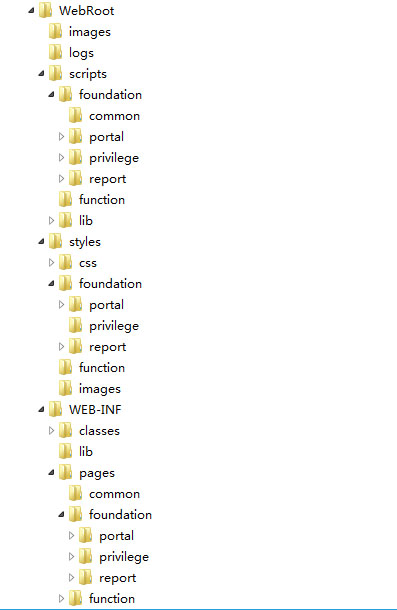 WebRoot
images
logs
scripts
foundation
common
portal
privilege
report
function
lib
styles
css
foundation
portal
privilege
report
function
images
WEB-INF
classes
lib
pages
common
foundation
portal
privilege
report
function